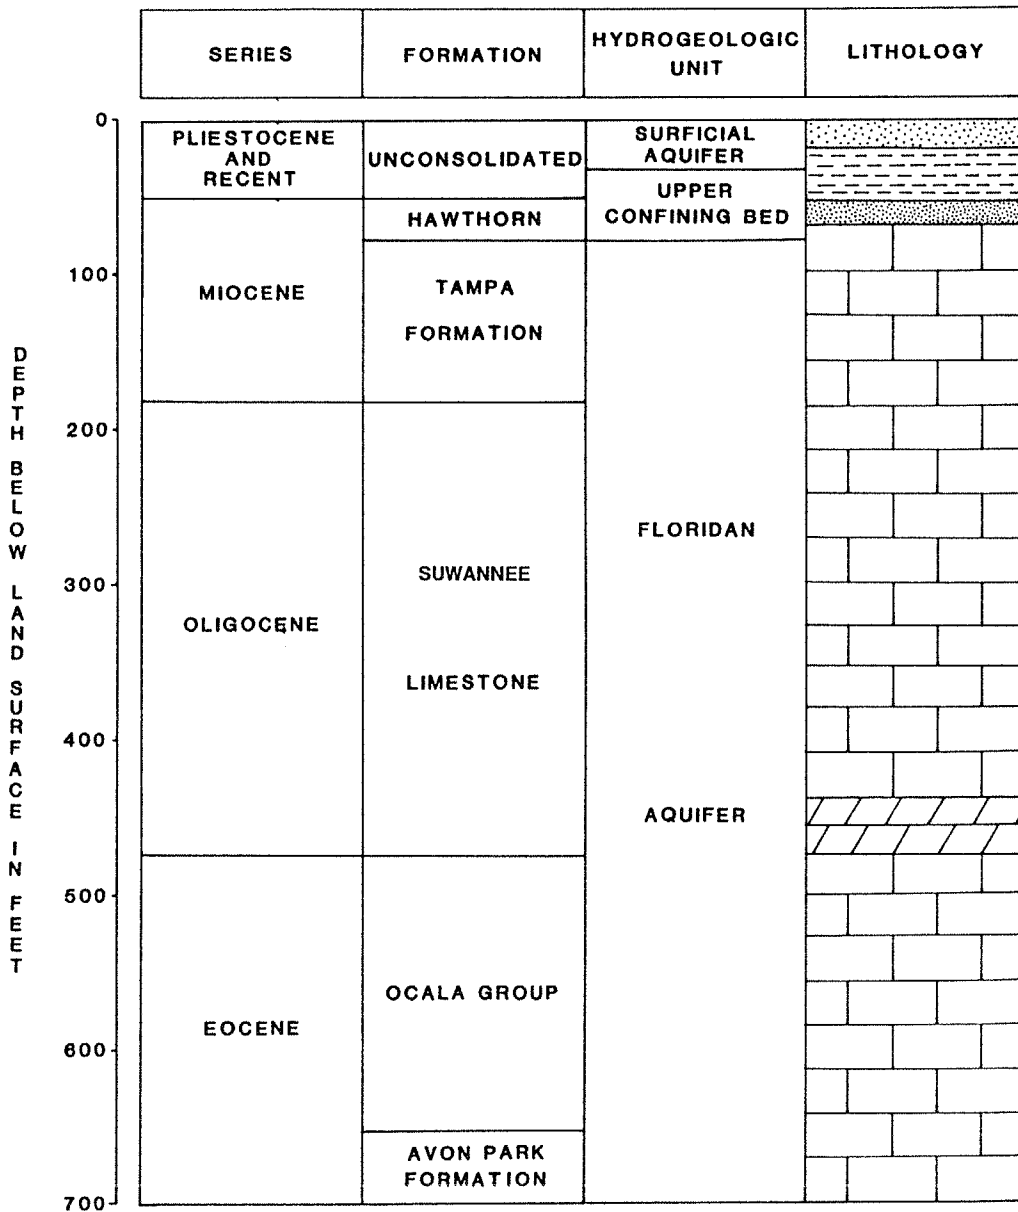 SERIES
FORMATION
HYDROGEOLOGIC
UNIT
LITHOLOGY
DEPTH BELOW LAND SURFACE IN FEET
0
100
200
300
400
500
600
700
PLIESTOCENE
AND
RECENT
MIOCENE
OLIGOCENE
EOCENE
UNCONSOLIDATED
HAWTHORN
TAMPA
FORMATION
SUWANNEE
LIMESTONE
OCALA GROUP
AVON PARK
FORMATION
SURFICIAL
AQUIFER
UPPER
CONFINING BED
FLORIDAN
AQUIFER